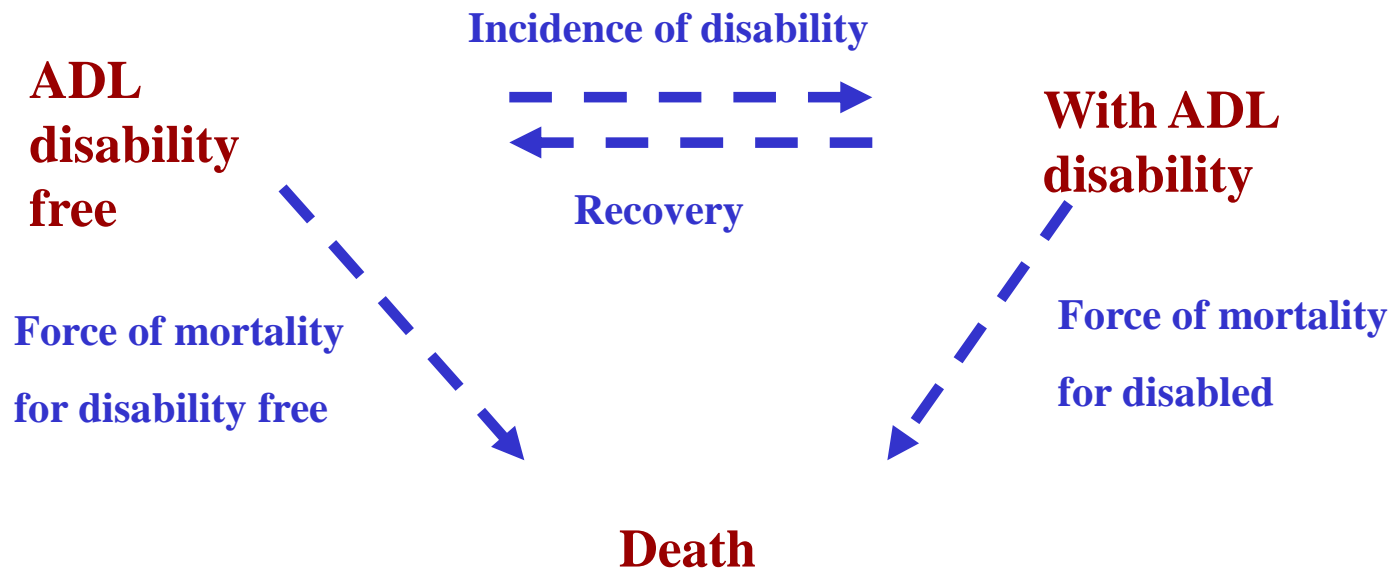 Incidence of disability
ADL
disability
free
With ADL
disability
Recovery
Force of mortality
for disability free
Force of mortality
for disabled
Death